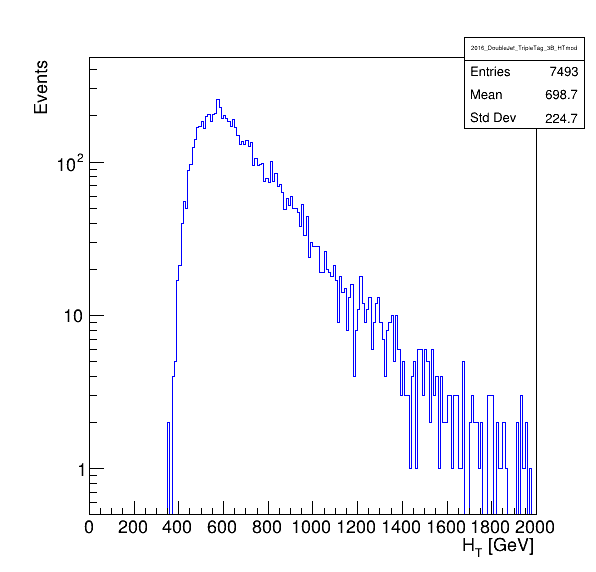 2016_DoubleJet_TripleTag_3B_HTmod
Entries 7493
Mean 698.7
Std Dev 224.7
Events
10²
10
1
0 200 400 600 800 1000 1200 1400 1600 1800 2000
H_T [GeV]